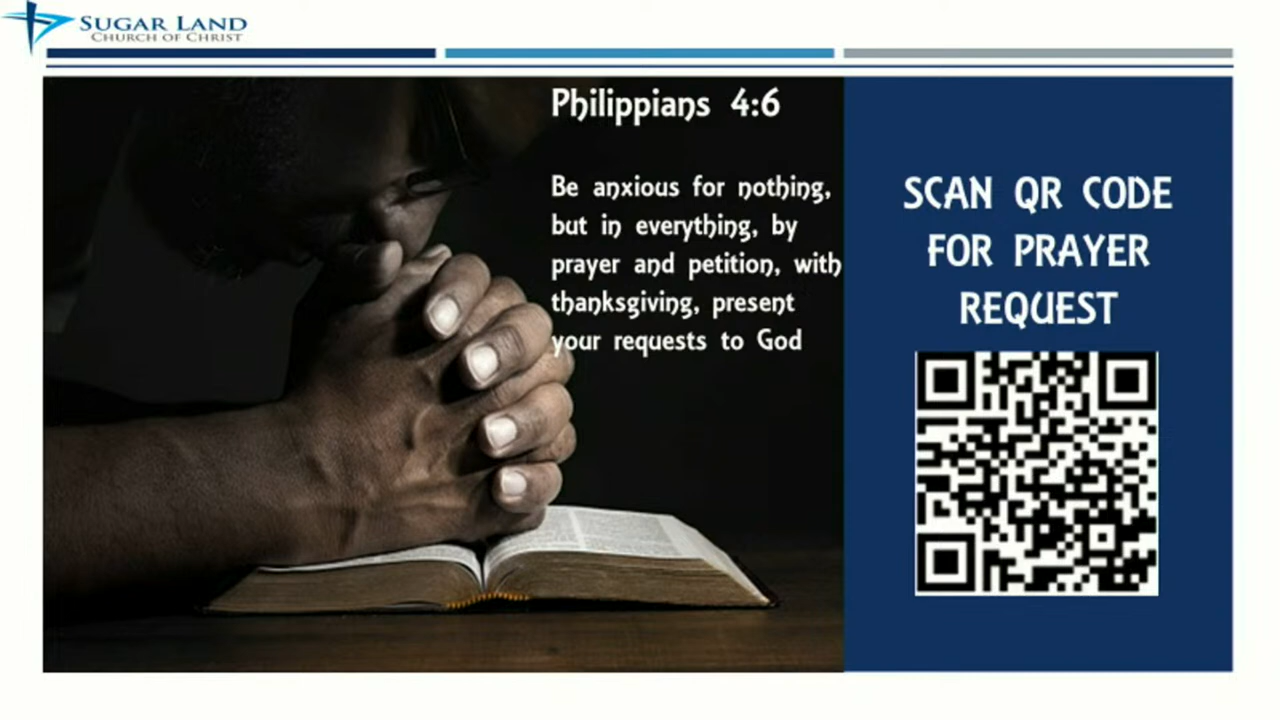 SUGAR LAND
CHURCH OF CHRIST
Philippians 4:6
Be anxious for nothing,
but in everything, by
prayer and petition, with
thanksgiving, present
your requests to God
SCAN QR CODE
FOR PRAYER
REQUEST